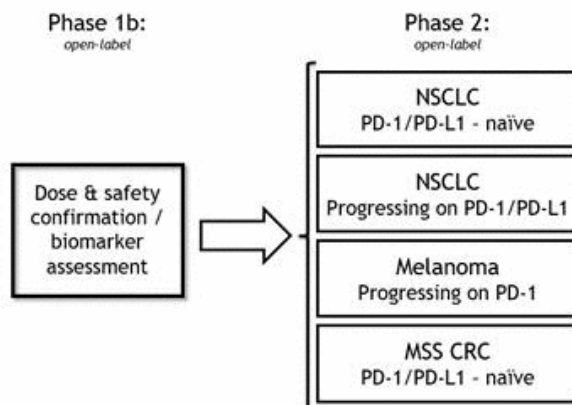 Phase 1b:
open-label
Dose & safety
confirmation /
biomarker
assessment
Phase 2:
open-label
NSCLC
PD-1/PD-L1 - naïve
NSCLC
Progressing on PD-1/PD-L1
Melanoma
Progressing on PD-1
MSS CRC
PD-1/PD-L1 - naïve